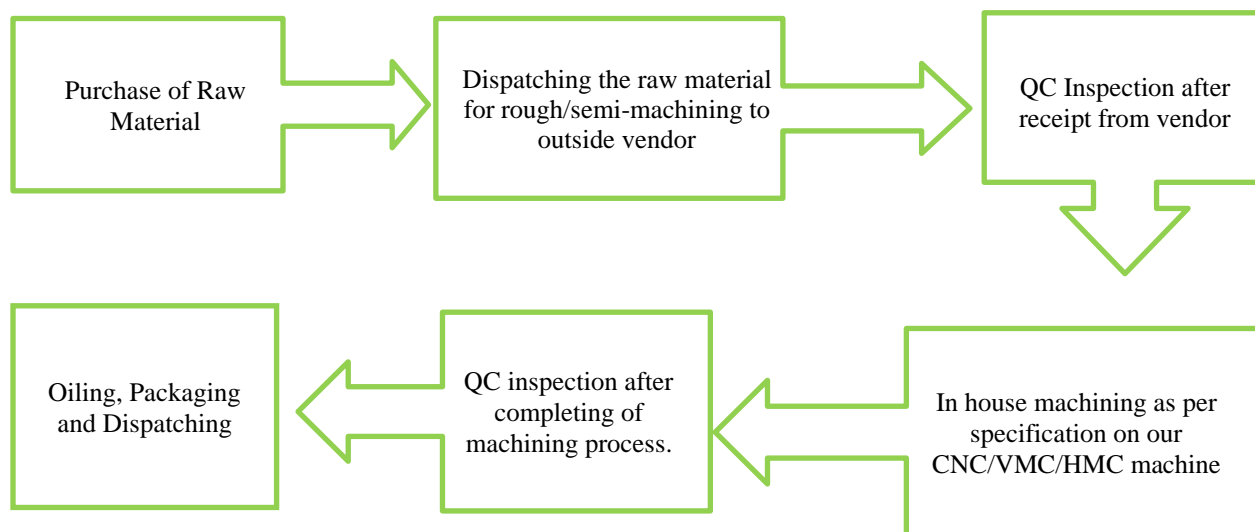 Purchase of Raw
Material
Dispatching the raw material
for rough/semi-machining to
outside vendor
QC Inspection after
receipt from vendor
In house machining as per
specification on our
CNC/VMC/HMC machine
QC inspection after
completing of
machining process.
Oiling, Packaging
and Dispatching